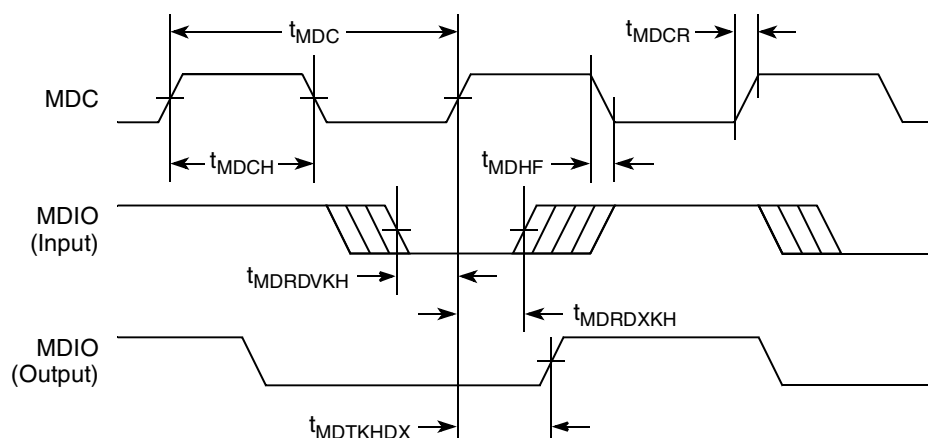 tMDC
tMDCR
MDC
tMDCH
tMDHF
MDIO
(Input)
tMDRDVKH
tMDRDXKH
MDIO
(Output)
tMDTKHDX